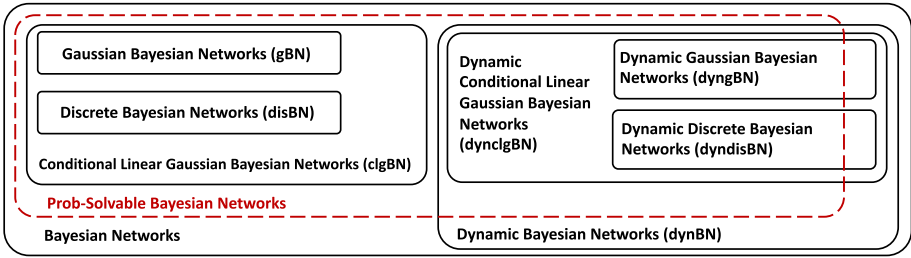 Gaussian Bayesian Networks (gBN)
Discrete Bayesian Networks (disBN)
Conditional Linear Gaussian Bayesian Networks (clgBN)
Prob-Solvable Bayesian Networks
Bayesian Networks
Dynamic
Conditional Linear
Gaussian Bayesian
Networks
(dynclgBN)
Dynamic Gaussian Bayesian
Networks (dyngBN)
Dynamic Discrete Bayesian
Networks (dyndisBN)
Dynamic Bayesian Networks (dynBN)